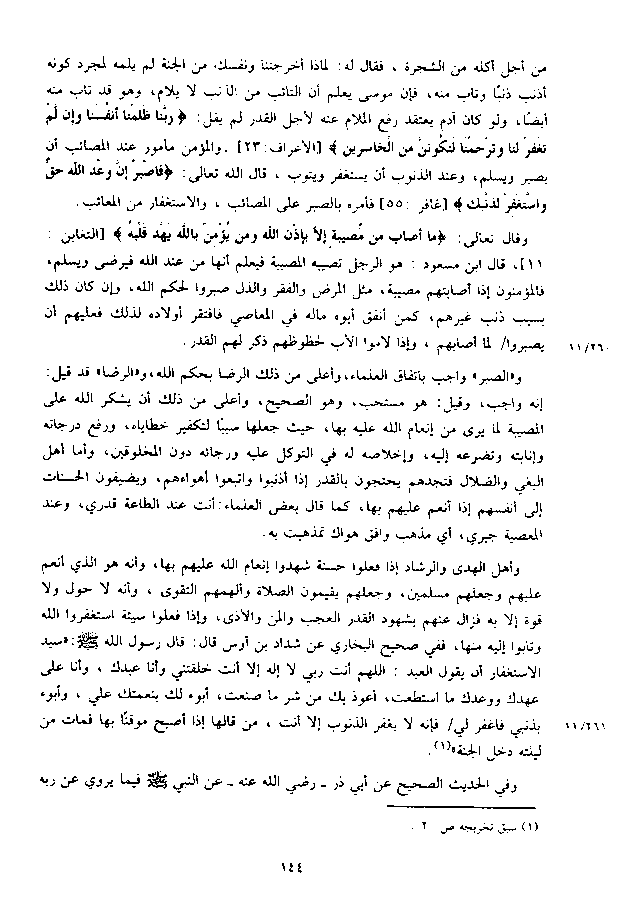 من أجل أكله من الشجرة ، فقال له: لماذا أخرجتنا ونفسك من الجنة لم يلمه لمجرد كونه
أذنب ذنبًا وتاب منه، فإن موسى يعلم أن التائب من الذنب لا يلام، وهو قد تاب منه
أيضًا، ولو كان آدم يعتقد رفع الملام عنه لأجل القدر لم يقل: ﴿ رَبَّنَا ظَلَمْنَا أَنفُسَنَا وَإِن لَّمْ
تَغْفِرْ لَنَا وَتَرْحَمْنَا لَنَكُونَنَّ مِنَ الْخَاسِرِينَ ﴾ [الأعراف: ٢٣] .والمؤمن مأمور عند المصائب أن
يصبر ويسلم، وعند الذنوب أن يستغفر ويتوب ، قال الله تعالى: ﴿فَاصْبِرْ إِنَّ وَعْدَ اللَّهِ حَقٌّ
وَاسْتَغْفِرْ لِذَنبِكَ ﴾ [غافر : ٥٥] فأمره بالصبر على المصائب ، والاستغفار من المعائب.
وقال تعالى: ﴿مَا أَصَابَ مِن مُّصِيبَةٍ إِلاَّ بِإِذْنِ اللَّهِ وَمَن يُؤْمِنْ بِاللَّهِ يَهْدِ قَلْبَهُ ﴾ [التغابن :
١١]، قال ابن مسعود : هو الرجل تصيبه المصيبة فيعلم أنها من عند الله فيرضى ويسلم،
فالمؤمنون إذا أصابتهم مصيبة، مثل المرض والفقر والذل صبروا لحكم الله، وإن كان ذلك
بسبب ذنب غيرهم، كمن أنفق أبوه ماله في المعاصي فافتقر أولاده لذلك فعليهم أن
يصبروا/ لما أصابهم ، وإذا لاموا الأب لحظوظهم ذكر لهم القدر. ١١/٢٦٠
و«الصبر» واجب باتفاق العلماء، وأعلى من ذلك الرضا بحكم الله، و«الرضا» قد قيل:
إنه واجب، وقيل: هو مستحب، وهو الصحيح، وأعلى من ذلك أن يشكر الله على
المصيبة لما يرى من إنعام الله عليه بها، حيث جعلها سببًا لتكفير خطاياه، ورفع درجاته
وإنابته وتضرعه إليه، وإخلاصه له في التوكل عليه ورجائه دون المخلوقين، وأما أهل
البغي والضلال فتجدهم يحتجون بالقدر إذا أذنبوا واتبعوا أهواءهم، ويضيفون الحسنات
إلى أنفسهم إذا أنعم عليهم بها، كما قال بعض العلماء: أنت عند الطاعة قدري، وعند
المعصية جبري، أي مذهب وافق هواك تمذهبت به.
وأهل الهدى والرشاد إذا فعلوا حسنة شهدوا إنعام الله عليهم بها، وأنه هو الذي أنعم
عليهم وجعلهم مسلمين، وجعلهم يقيمون الصلاة وألهمهم التقوى ، وأنه لا حول ولا
قوة إلا به فزال عنهم بشهود القدر العجب والمن والأذى، وإذا فعلوا سيئة استغفروا الله
وتابوا إليه منها، ففي صحيح البخاري عن شداد بن أوس قال: قال رسول الله ﷺ: «سيد
الاستغفار أن يقول العبد : اللهم أنت ربي لا إله إلا أنت خلقتني وأنا عبدك ، وأنا على
عهدك ووعدك ما استطعت، أعوذ بك من شر ما صنعت، أبوء لك بنعمتك علي ، وأبوء
بذنبي فاغفر لي/ فإنه لا يغفر الذنوب إلا أنت ، من قالها إذا أصبح موقنًا بها فمات من ١١/٢٦١
ليلته دخل الجنة»(١).
وفي الحديث الصحيح عن أبي ذر ـ رضي الله عنه ـ عن النبي ﷺ فيما يروي عن ربه
(١) سبق تخريجه ص ٢ .
١٤٤